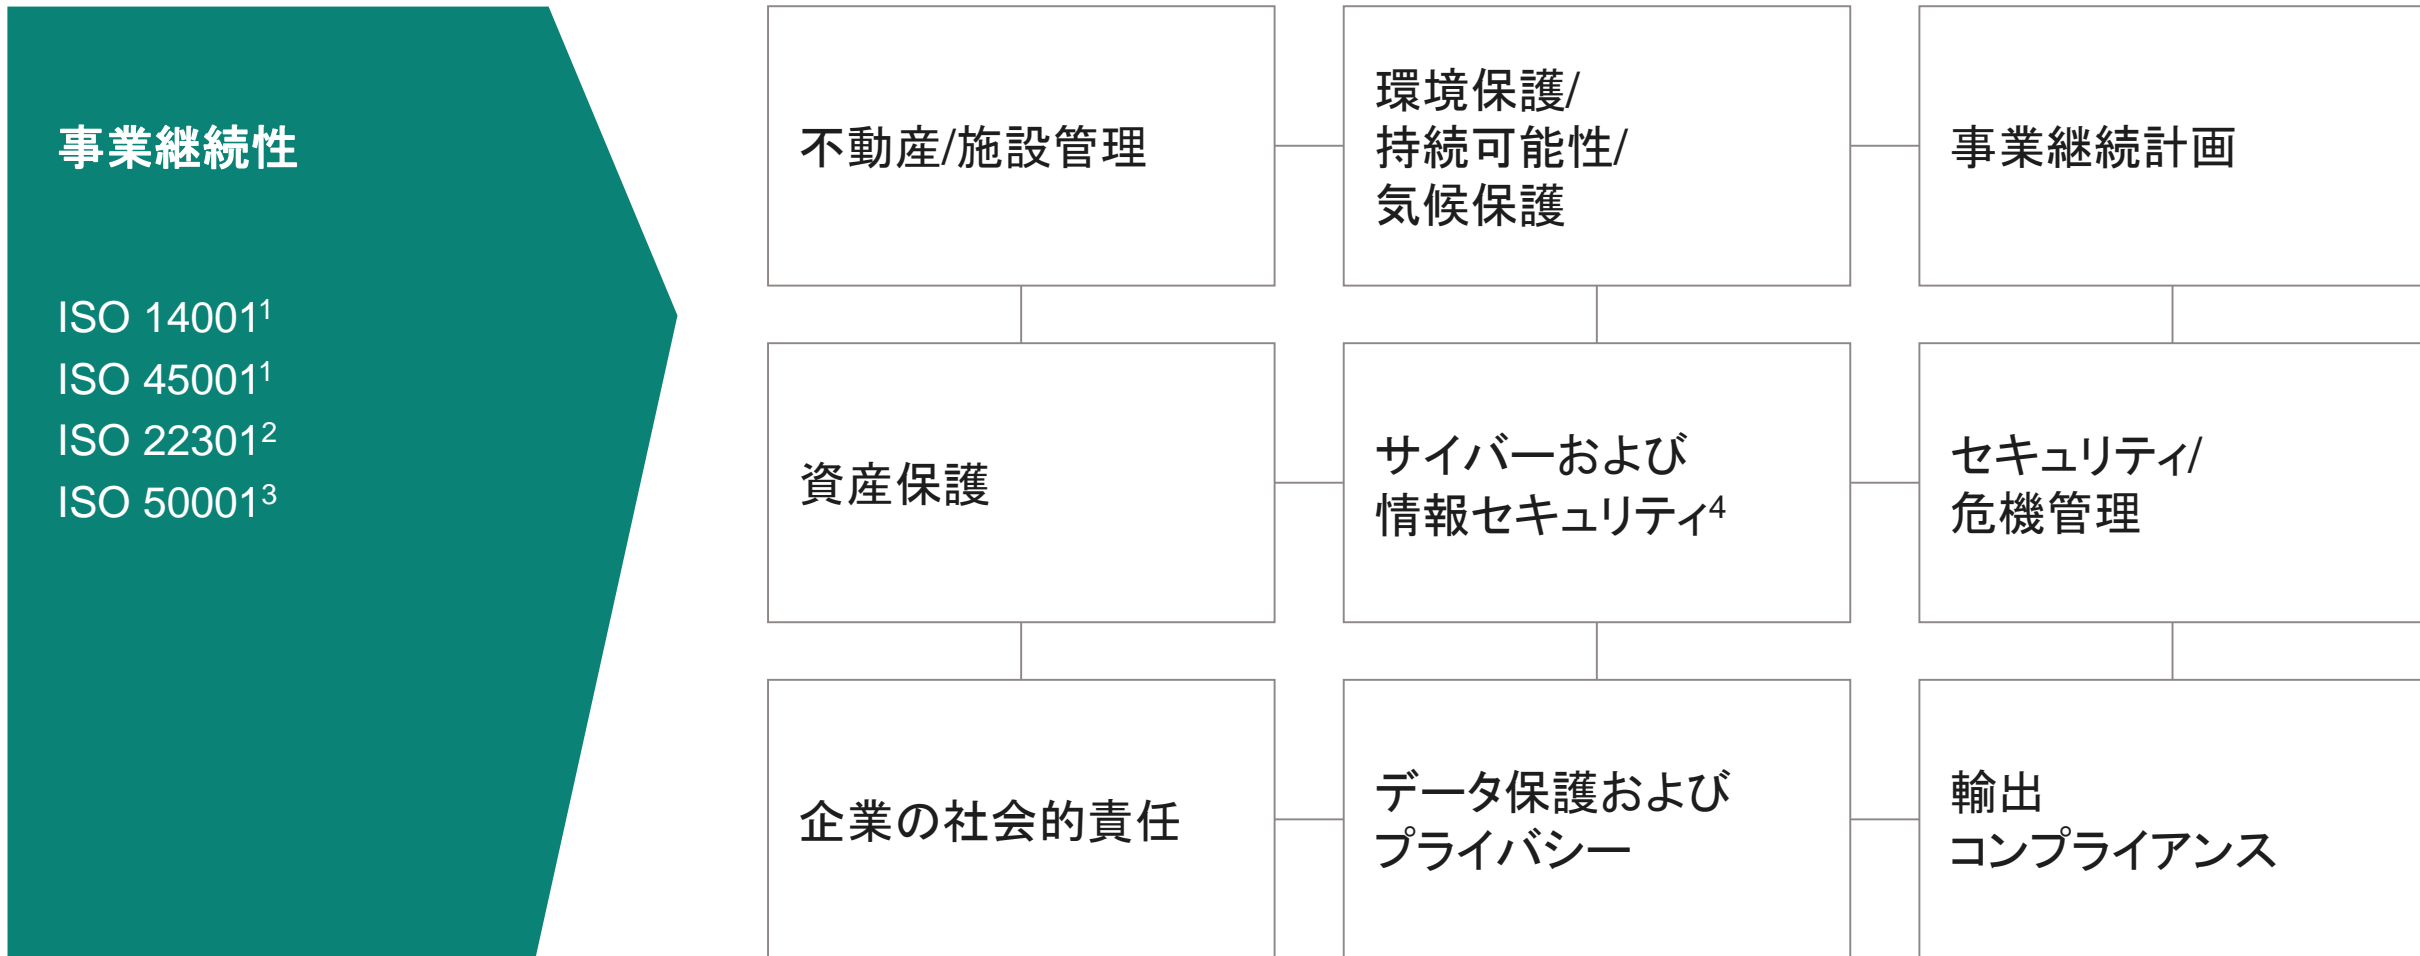 事業継続性
ISO 14001¹
ISO 45001¹
ISO 22301²
ISO 50001³
不動産/施設管理
環境保護/
持続可能性/
気候保護
事業継続計画
資産保護
サイバーおよび
情報セキュリティ⁴
セキュリティ/
危機管理
企業の社会的責任
データ保護および
プライバシー
輸出
コンプライアンス